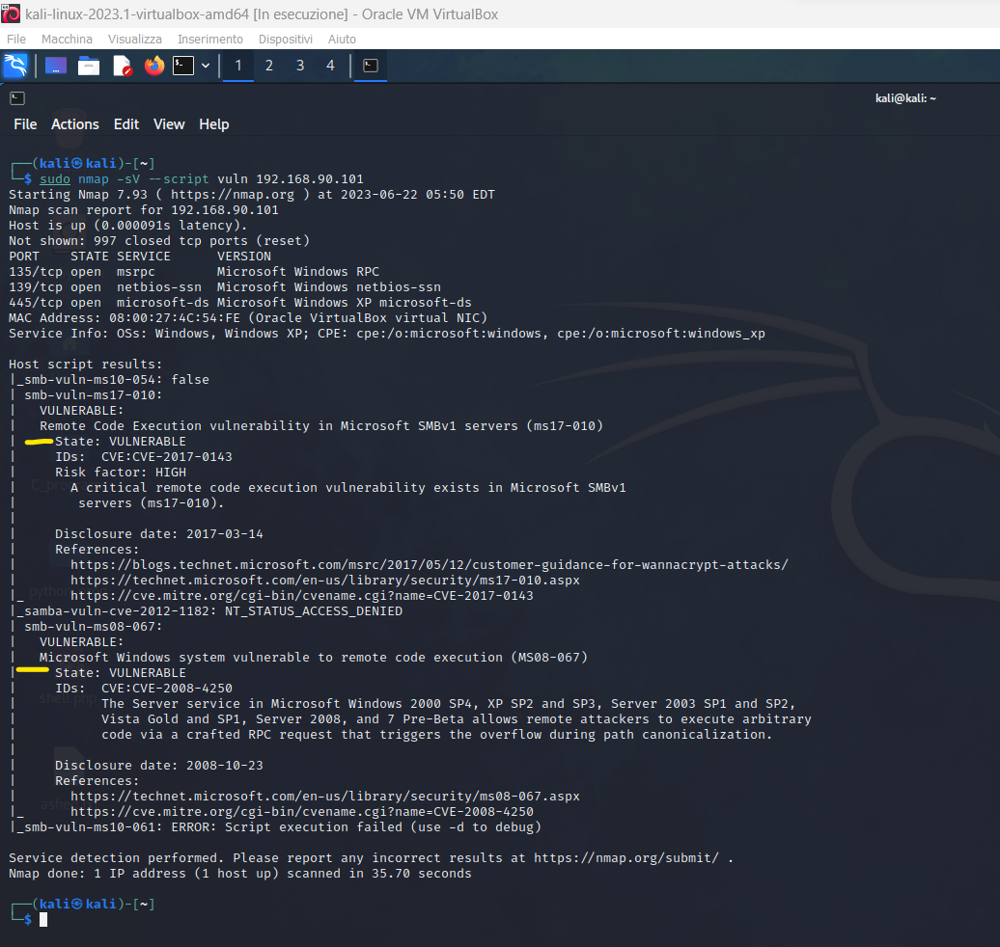 kali-linux-2023.1-virtualbox-amd64 [In esecuzione] - Oracle VM VirtualBox
File Macchina Visualizza Inserimento Dispositivi Aiuto
1 2 3 4
kali@kali: ~
File Actions Edit View Help
┌──(kali㉿kali)-[~]
└─$ sudo nmap -sV --script vuln 192.168.90.101
Starting Nmap 7.93 ( https://nmap.org ) at 2023-06-22 05:50 EDT
Nmap scan report for 192.168.90.101
Host is up (0.000091s latency).
Not shown: 997 closed tcp ports (reset)
PORT    STATE SERVICE      VERSION
135/tcp open  msrpc        Microsoft Windows RPC
139/tcp open  netbios-ssn  Microsoft Windows netbios-ssn
445/tcp open  microsoft-ds Microsoft Windows XP microsoft-ds
MAC Address: 08:00:27:4C:54:FE (Oracle VirtualBox virtual NIC)
Service Info: OSs: Windows, Windows XP; CPE: cpe:/o:microsoft:windows, cpe:/o:microsoft:windows_xp

Host script results:
|_smb-vuln-ms10-054: false
| smb-vuln-ms17-010:
|   VULNERABLE:
|   Remote Code Execution vulnerability in Microsoft SMBv1 servers (ms17-010)
|     State: VULNERABLE
|     IDs:  CVE:CVE-2017-0143
|     Risk factor: HIGH
|       A critical remote code execution vulnerability exists in Microsoft SMBv1
|        servers (ms17-010).
|
|     Disclosure date: 2017-03-14
|     References:
|       https://blogs.technet.microsoft.com/msrc/2017/05/12/customer-guidance-for-wannacrypt-attacks/
|       https://technet.microsoft.com/en-us/library/security/ms17-010.aspx
|_      https://cve.mitre.org/cgi-bin/cvename.cgi?name=CVE-2017-0143
|_samba-vuln-cve-2012-1182: NT_STATUS_ACCESS_DENIED
| smb-vuln-ms08-067:
|   VULNERABLE:
|   Microsoft Windows system vulnerable to remote code execution (MS08-067)
|     State: VULNERABLE
|     IDs:  CVE:CVE-2008-4250
|           The Server service in Microsoft Windows 2000 SP4, XP SP2 and SP3, Server 2003 SP1 and SP2,
|           Vista Gold and SP1, Server 2008, and 7 Pre-Beta allows remote attackers to execute arbitrary
|           code via a crafted RPC request that triggers the overflow during path canonicalization.
|
|     Disclosure date: 2008-10-23
|     References:
|       https://technet.microsoft.com/en-us/library/security/ms08-067.aspx
|_      https://cve.mitre.org/cgi-bin/cvename.cgi?name=CVE-2008-4250
|_smb-vuln-ms10-061: ERROR: Script execution failed (use -d to debug)

Service detection performed. Please report any incorrect results at https://nmap.org/submit/ .
Nmap done: 1 IP address (1 host up) scanned in 35.70 seconds

┌──(kali㉿kali)-[~]
└─$